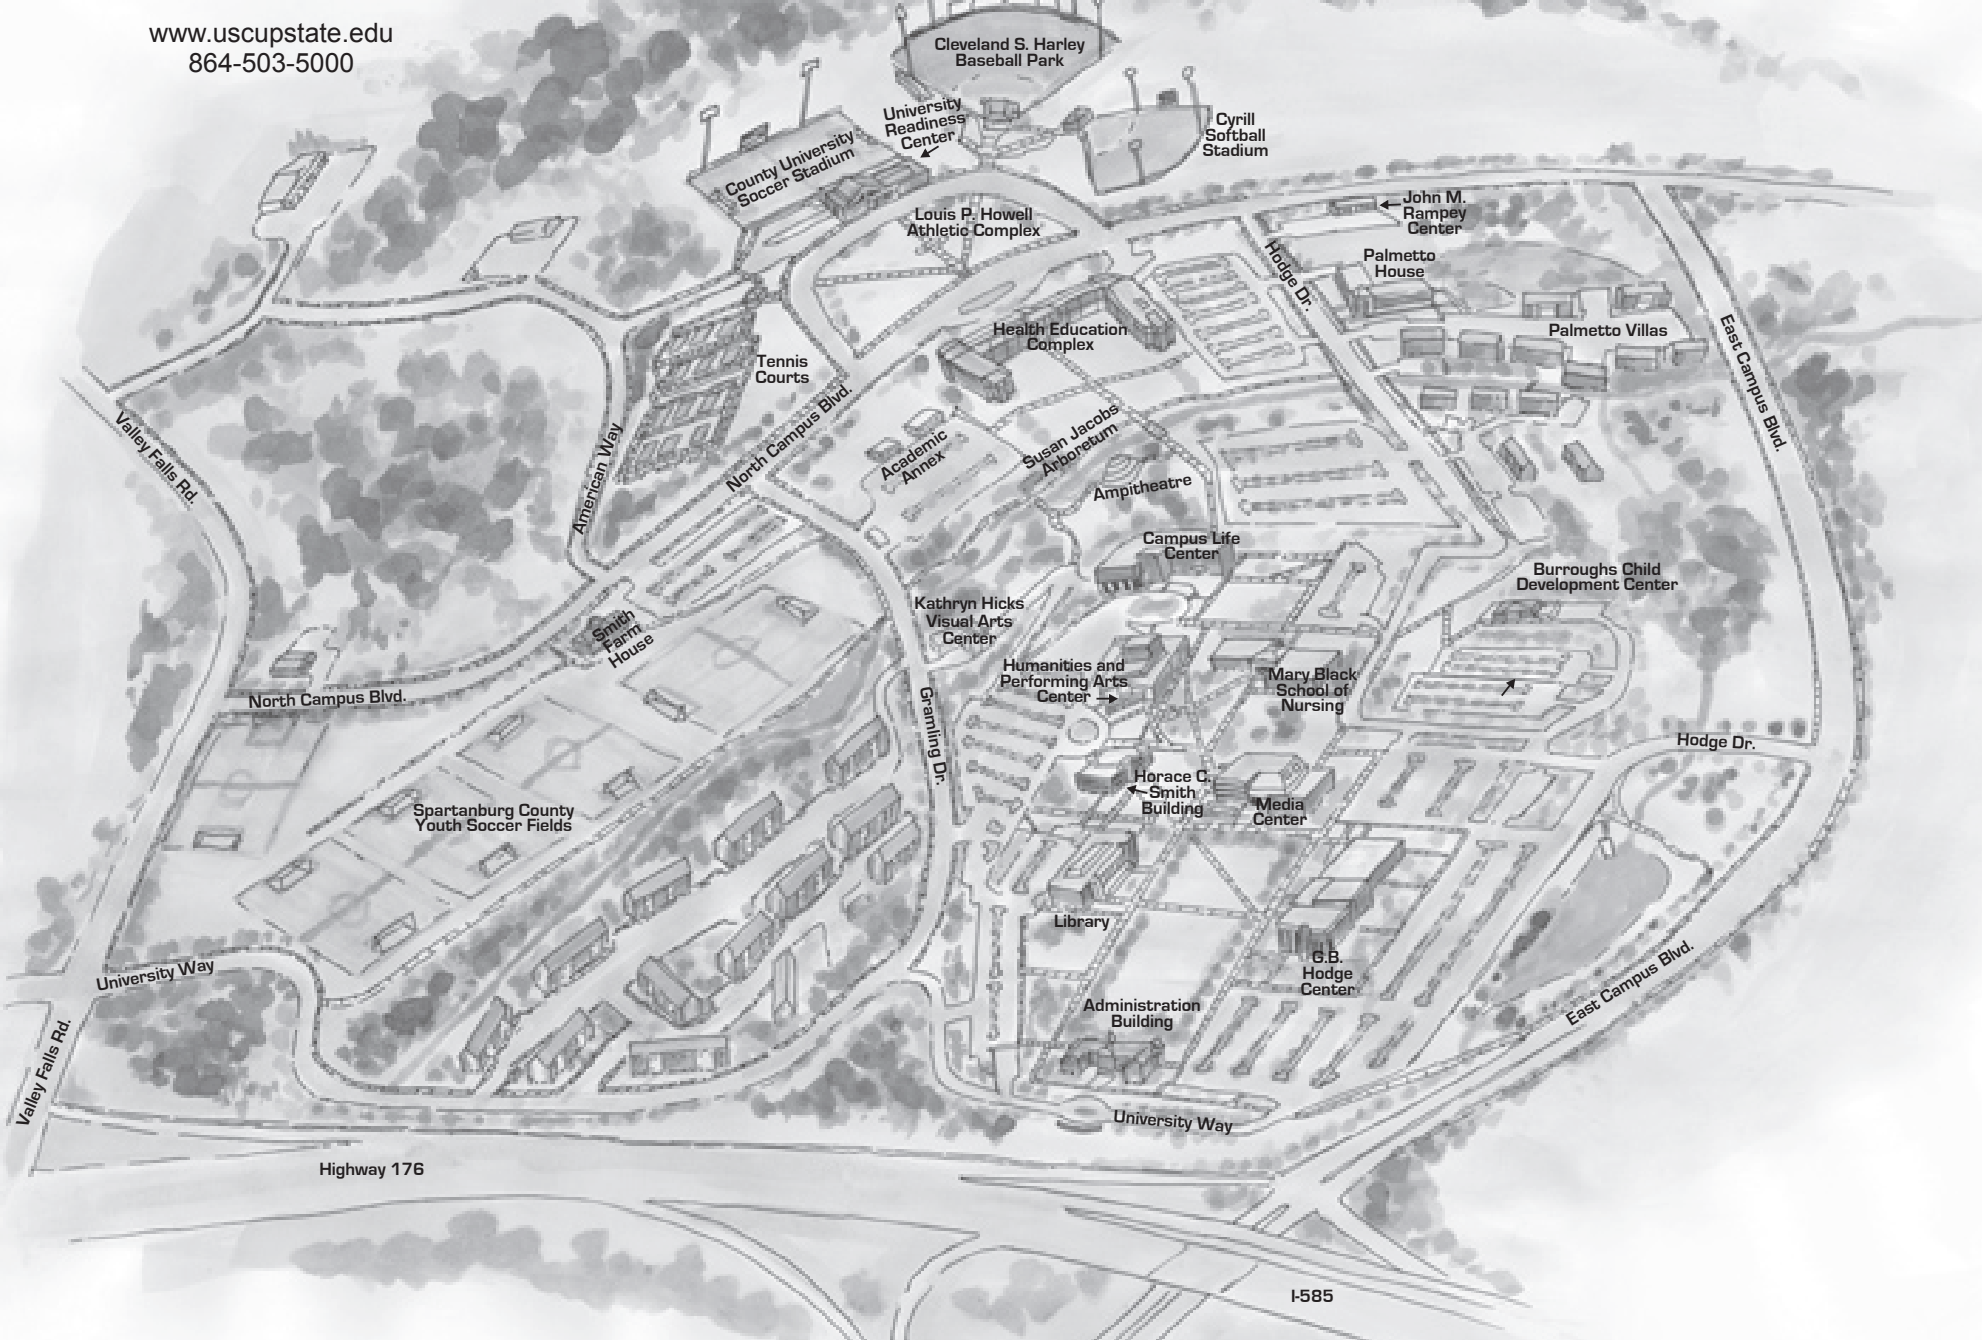 www.uscupstate.edu
864-503-5000
Cleveland S. Harley
Baseball Park
University
Readiness
Center
Cyrill
Softball
Stadium
County University
Soccer Stadium
Louis P. Howell
Athletic Complex
John M.
Rampey
Center
Hodge Dr.
Palmetto
House
Palmetto Villas
East Campus Blvd.
Health Education
Complex
Tennis
Courts
North Campus Blvd.
American Way
Valley Falls Rd.
Academic
Annex
Susan Jacobs
Arboretum
Ampitheatre
Campus Life
Center
Burroughs Child
Development Center
Kathryn Hicks
Visual Arts
Center
Smith
Farm
House
Humanities and
Performing Arts
Center
Mary Black
School of
Nursing
North Campus Blvd.
Gramling Dr.
Hodge Dr.
Horace C.
Smith
Building
Media
Center
Spartanburg County
Youth Soccer Fields
Library
G.B.
Hodge
Center
University Way
East Campus Blvd.
Administration
Building
Valley Falls Rd.
University Way
Highway 176
I-585